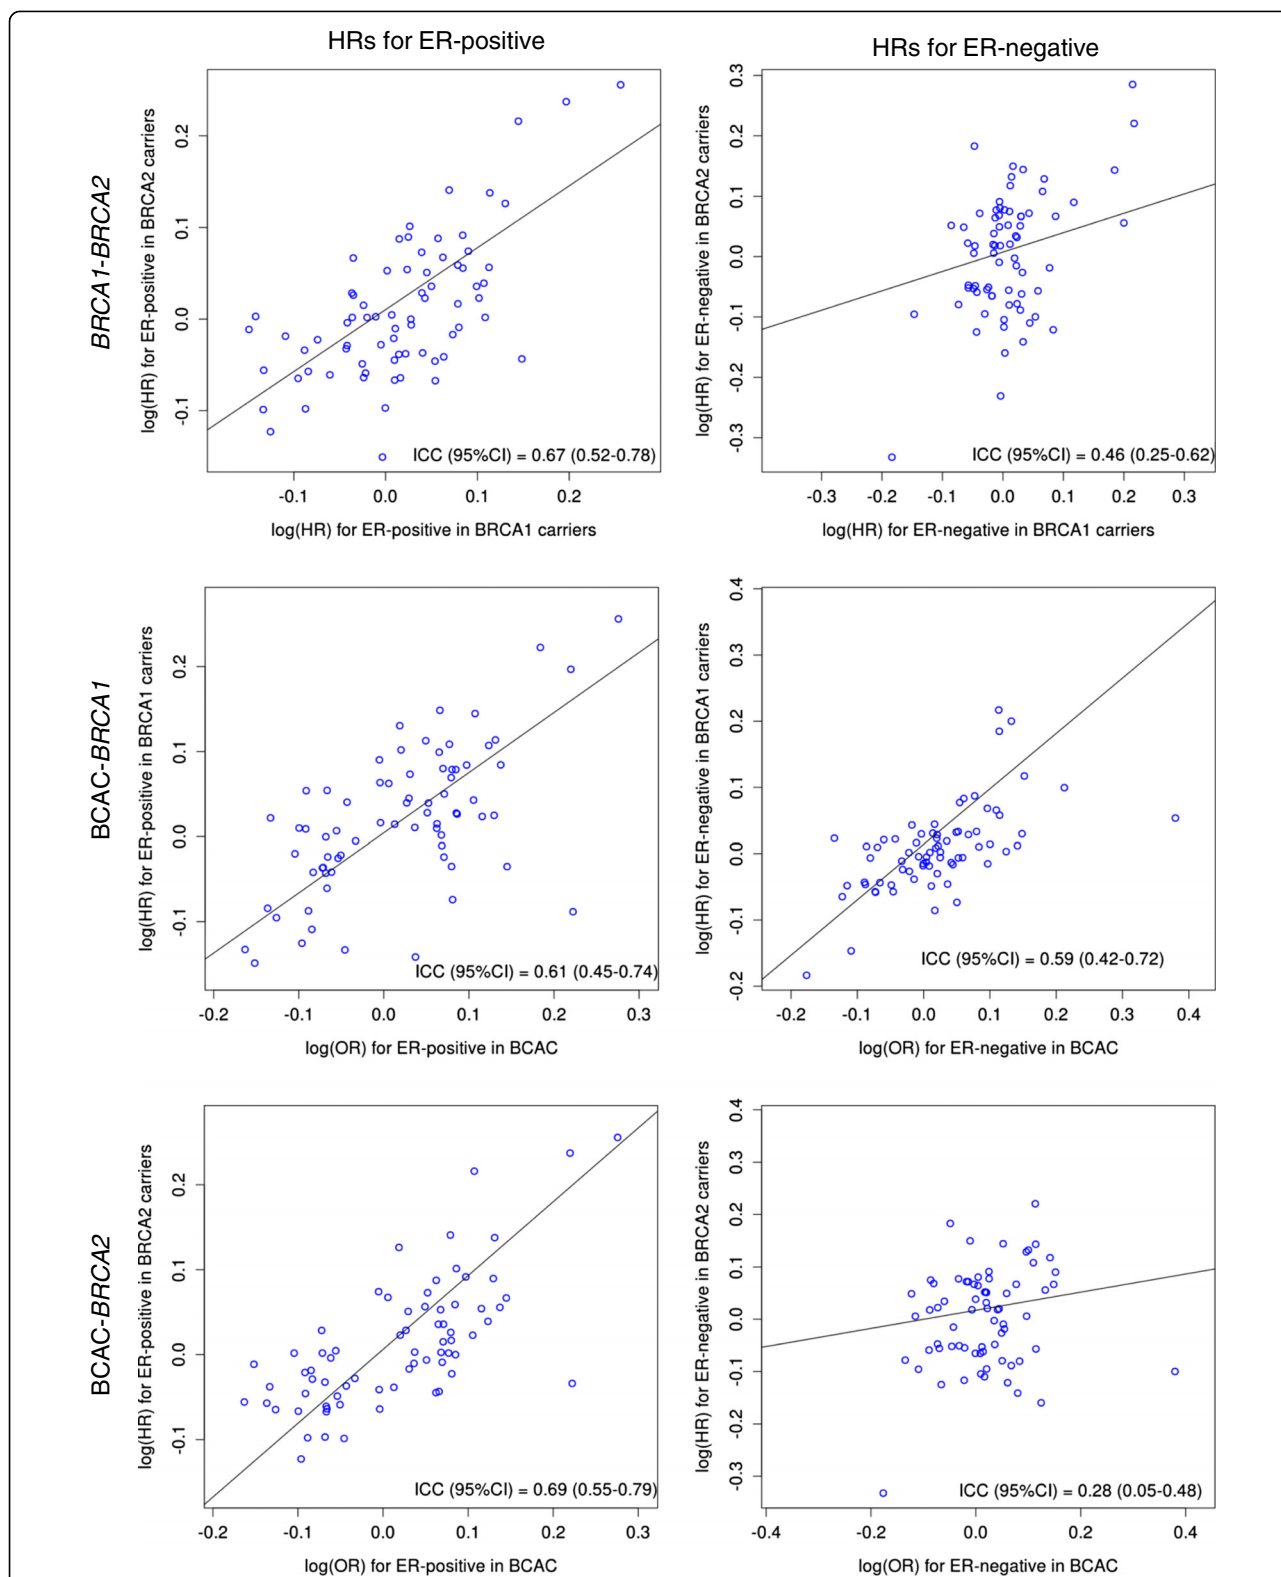 HRs for ER-positive
HRs for ER-negative
BRCA1-BRCA2
log(HR) for ER-positive in BRCA2 carriers
-0.1 0.0 0.1 0.2
ICC (95%CI) = 0.67 (0.52-0.78)
-0.1 0.0 0.1 0.2
log(HR) for ER-positive in BRCA1 carriers
log(HR) for ER-negative in BRCA2 carriers
-0.3 -0.2 -0.1 0.0 0.1 0.2 0.3
ICC (95%CI) = 0.46 (0.25-0.62)
-0.3 -0.2 -0.1 0.0 0.1 0.2 0.3
log(HR) for ER-negative in BRCA1 carriers
BCAC-BRCA1
log(HR) for ER-positive in BRCA1 carriers
-0.1 0.0 0.1 0.2
ICC (95%CI) = 0.61 (0.45-0.74)
-0.2 -0.1 0.0 0.1 0.2 0.3
log(OR) for ER-positive in BCAC
log(HR) for ER-negative in BRCA1 carriers
-0.2 -0.1 0.0 0.1 0.2 0.3 0.4
ICC (95%CI) = 0.59 (0.42-0.72)
-0.2 -0.1 0.0 0.1 0.2 0.3 0.4
log(OR) for ER-negative in BCAC
BCAC-BRCA2
log(HR) for ER-positive in BRCA2 carriers
-0.1 0.0 0.1 0.2
ICC (95%CI) = 0.69 (0.55-0.79)
-0.2 -0.1 0.0 0.1 0.2 0.3
log(OR) for ER-positive in BCAC
log(HR) for ER-negative in BRCA2 carriers
-0.3 -0.2 -0.1 0.0 0.1 0.2 0.3 0.4
ICC (95%CI) = 0.28 (0.05-0.48)
-0.4 -0.2 0.0 0.2 0.4
log(OR) for ER-negative in BCAC